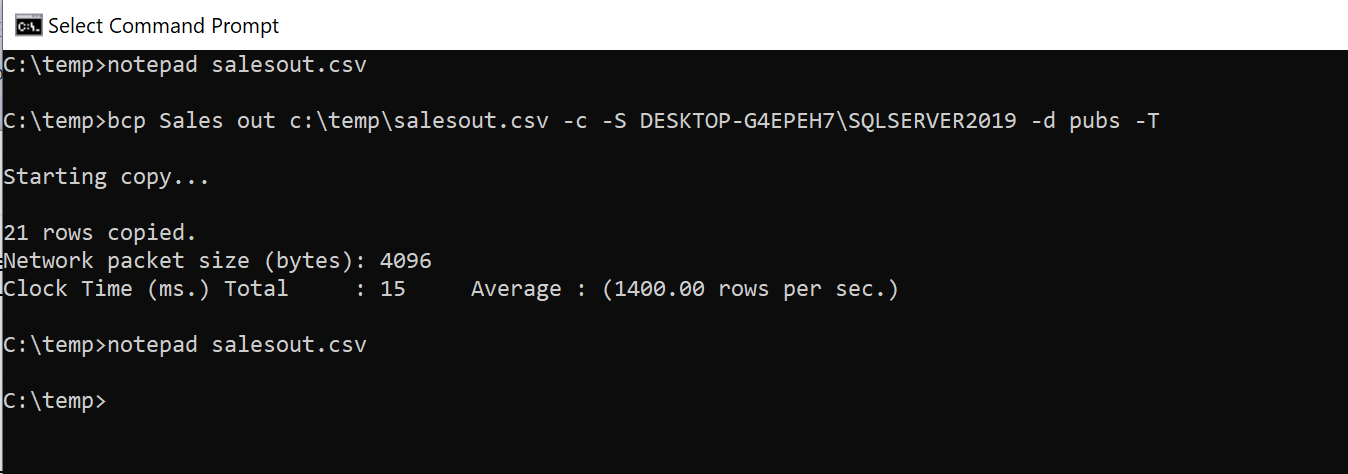 Select Command Prompt
C:\temp>notepad salesout.csv
C:\temp>bcp Sales out c:\temp\salesout.csv -c -S DESKTOP-G4EPEH7\SQLSERVER2019 -d pubs -T
Starting copy...
21 rows copied.
Network packet size (bytes): 4096
Clock Time (ms.) Total     : 15     Average : (1400.00 rows per sec.)
C:\temp>notepad salesout.csv
C:\temp>